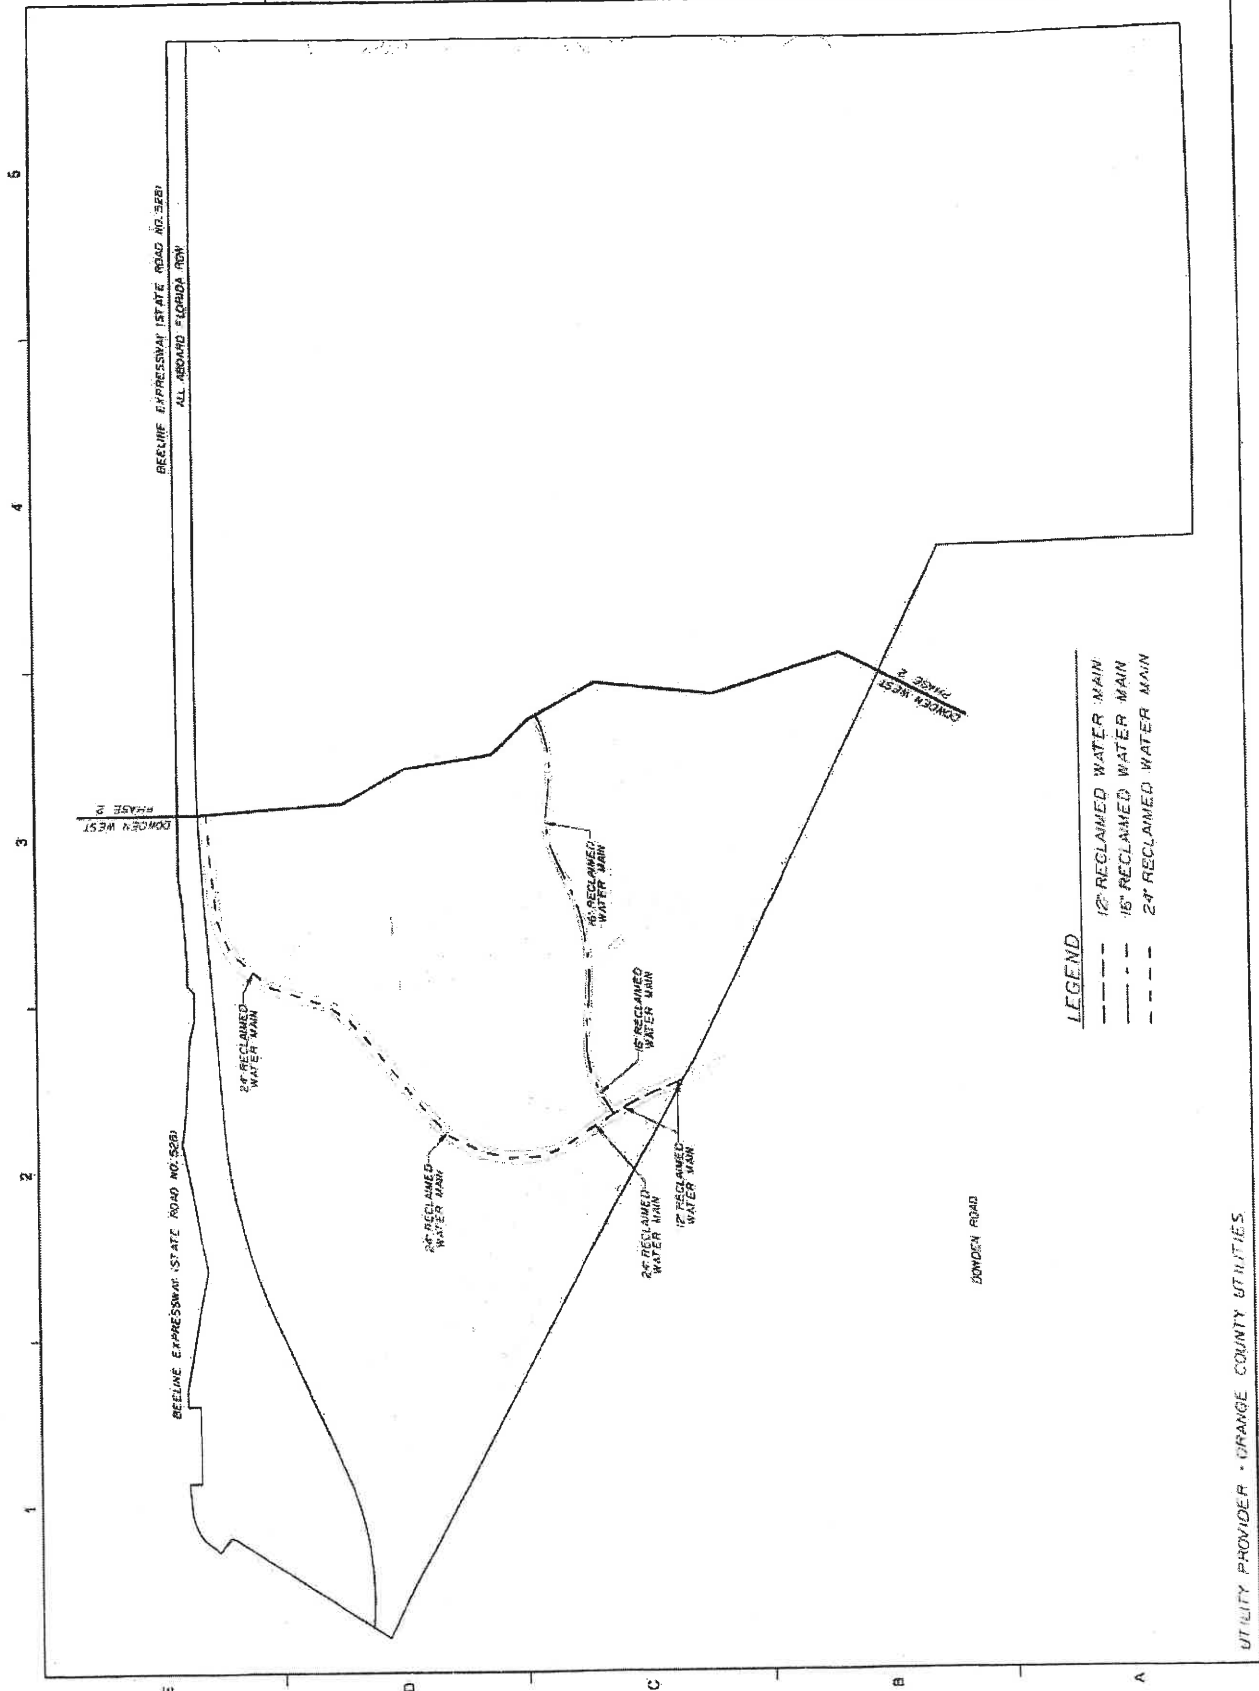 1
2
3
4
5
E
D
C
B
A
BEELINE EXPRESSWAY (STATE ROAD NO. 528)
BEELINE EXPRESSWAY (STATE ROAD NO. 528)
ALL ABOARD FLORIDA ROW
DOWDEN WEST
PHASE 2
24" RECLAIMED
WATER MAIN
24" RECLAIMED
WATER MAIN
16" RECLAIMED
WATER MAIN
16" RECLAIMED
WATER MAIN
24" RECLAIMED
WATER MAIN
12" RECLAIMED
WATER MAIN
DOWDEN WEST
PHASE 2
DOWDEN ROAD
LEGEND
12" RECLAIMED WATER MAIN
16" RECLAIMED WATER MAIN
24" RECLAIMED WATER MAIN
UTILITY PROVIDER - ORANGE COUNTY UTILITIES